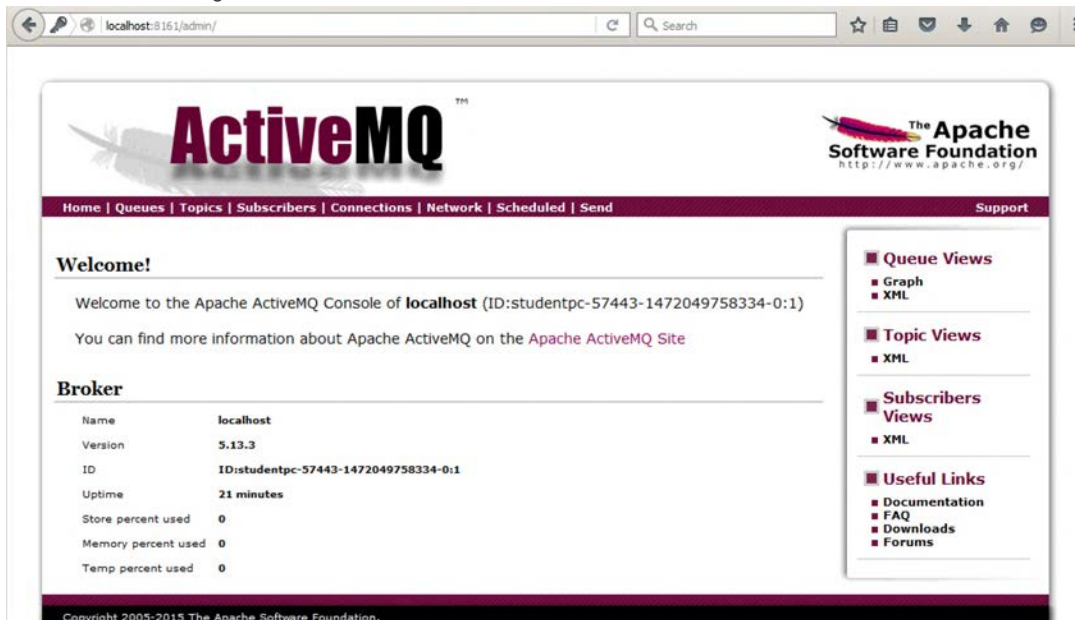 localhost:8161/admin/
Search
ActiveMQ™
The Apache
Software Foundation
http://www.apache.org/
Home | Queues | Topics | Subscribers | Connections | Network | Scheduled | Send
Support
Welcome!
Welcome to the Apache ActiveMQ Console of localhost (ID:studentpc-57443-1472049758334-0:1)
You can find more information about Apache ActiveMQ on the Apache ActiveMQ Site
Broker
Name localhost
Version 5.13.3
ID ID:studentpc-57443-1472049758334-0:1
Uptime 21 minutes
Store percent used 0
Memory percent used 0
Temp percent used 0
Queue Views
Graph
XML
Topic Views
XML
Subscribers
Views
XML
Useful Links
Documentation
FAQ
Downloads
Forums
Copyright 2005-2015 The Apache Software Foundation.